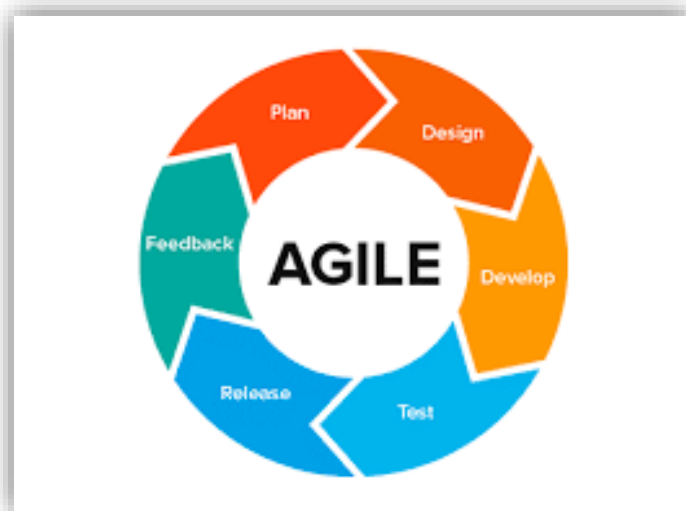 Plan
Design
Feedback
AGILE
Develop
Release
Test